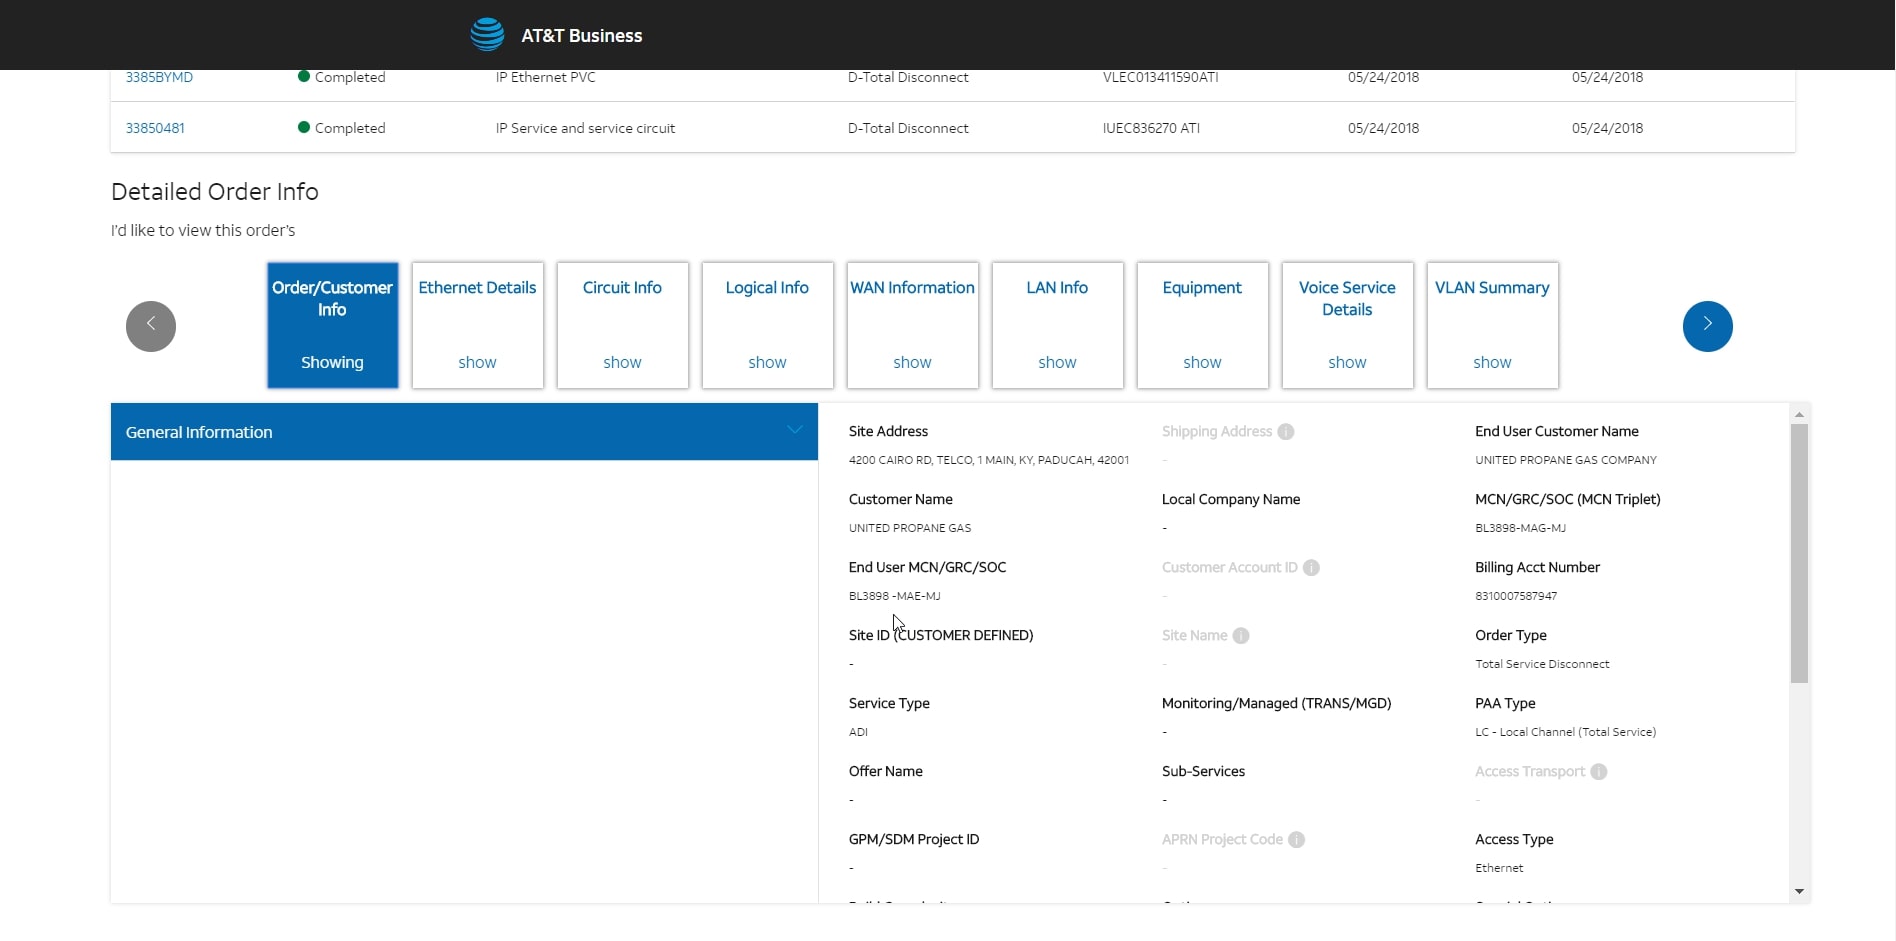 AT&T Business
3385BYMD Completed IP Ethernet PVC D-Total Disconnect VLEC013411590ATI 05/24/2018 05/24/2018
33850481 Completed IP Service and service circuit D-Total Disconnect IUEC836270 ATI 05/24/2018 05/24/2018
Detailed Order Info
I'd like to view this order's
Order/Customer Info
Showing
Ethernet Details
show
Circuit Info
show
Logical Info
show
WAN Information
show
LAN Info
show
Equipment
show
Voice Service Details
show
VLAN Summary
show
General Information
Site Address Shipping Address End User Customer Name
4200 CAIRO RD, TELCO, 1 MAIN, KY, PADUCAH, 42001 - UNITED PROPANE GAS COMPANY
Customer Name Local Company Name MCN/GRC/SOC (MCN Triplet)
UNITED PROPANE GAS - BL3898-MAG-MJ
End User MCN/GRC/SOC Customer Account ID Billing Acct Number
BL3898 -MAE-MJ - 8310007587947
Site ID (CUSTOMER DEFINED) Site Name Order Type
- - Total Service Disconnect
Service Type Monitoring/Managed (TRANS/MGD) PAA Type
ADI - LC - Local Channel (Total Service)
Offer Name Sub-Services Access Transport
- - -
GPM/SDM Project ID APRN Project Code Access Type
- - Ethernet